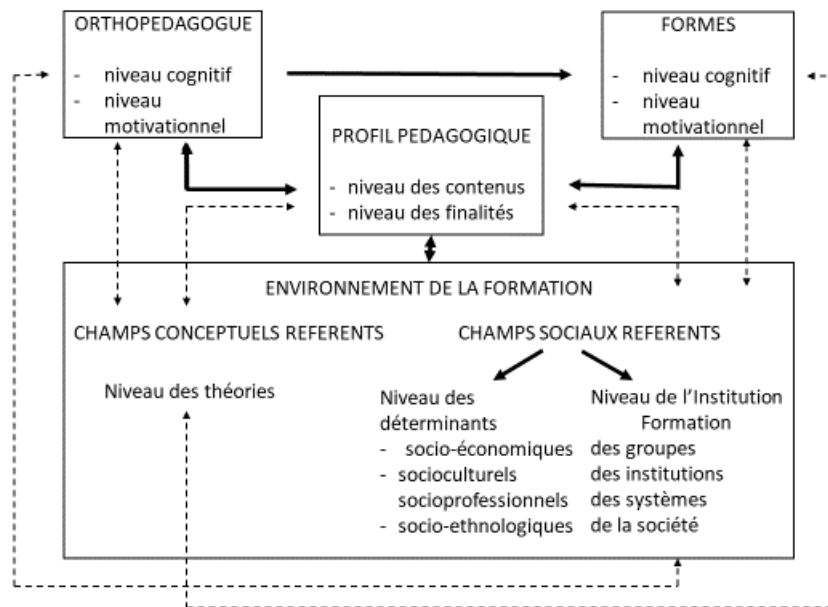 ORTHOPEDAGOGUE
- niveau cognitif
- niveau
motivationnel
FORMES
- niveau cognitif
- niveau
motivationnel
PROFIL PEDAGOGIQUE
- niveau des contenus
- niveau des finalités
ENVIRONNEMENT DE LA FORMATION
CHAMPS CONCEPTUELS REFERENTS
Niveau des théories
CHAMPS SOCIAUX REFERENTS
Niveau des
déterminants
- socio-économiques
- socioculturels
socioprofessionnels
- socio-ethnologiques
Niveau de l’Institution
Formation
des groupes
des institutions
des systèmes
de la société